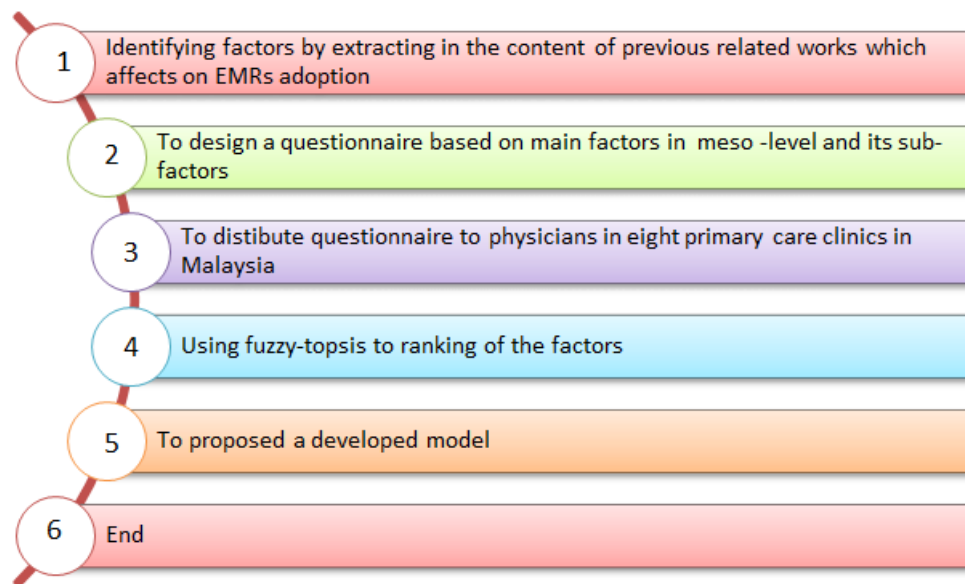 1
Identifying factors by extracting in the content of previous related works which
affects on EMRs adoption
2
To design a questionnaire based on main factors in meso -level and its sub-
factors
3
To distibute questionnaire to physicians in eight primary care clinics in
Malaysia
4
Using fuzzy-topsis to ranking of the factors
5
To proposed a developed model
6
End